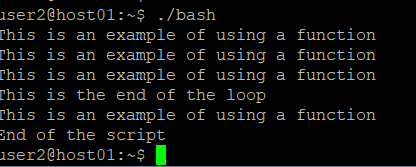 user2@host01:~$ ./bash
This is an example of using a function
This is an example of using a function
This is an example of using a function
This is the end of the loop
This is an example of using a function
End of the script
user2@host01:~$